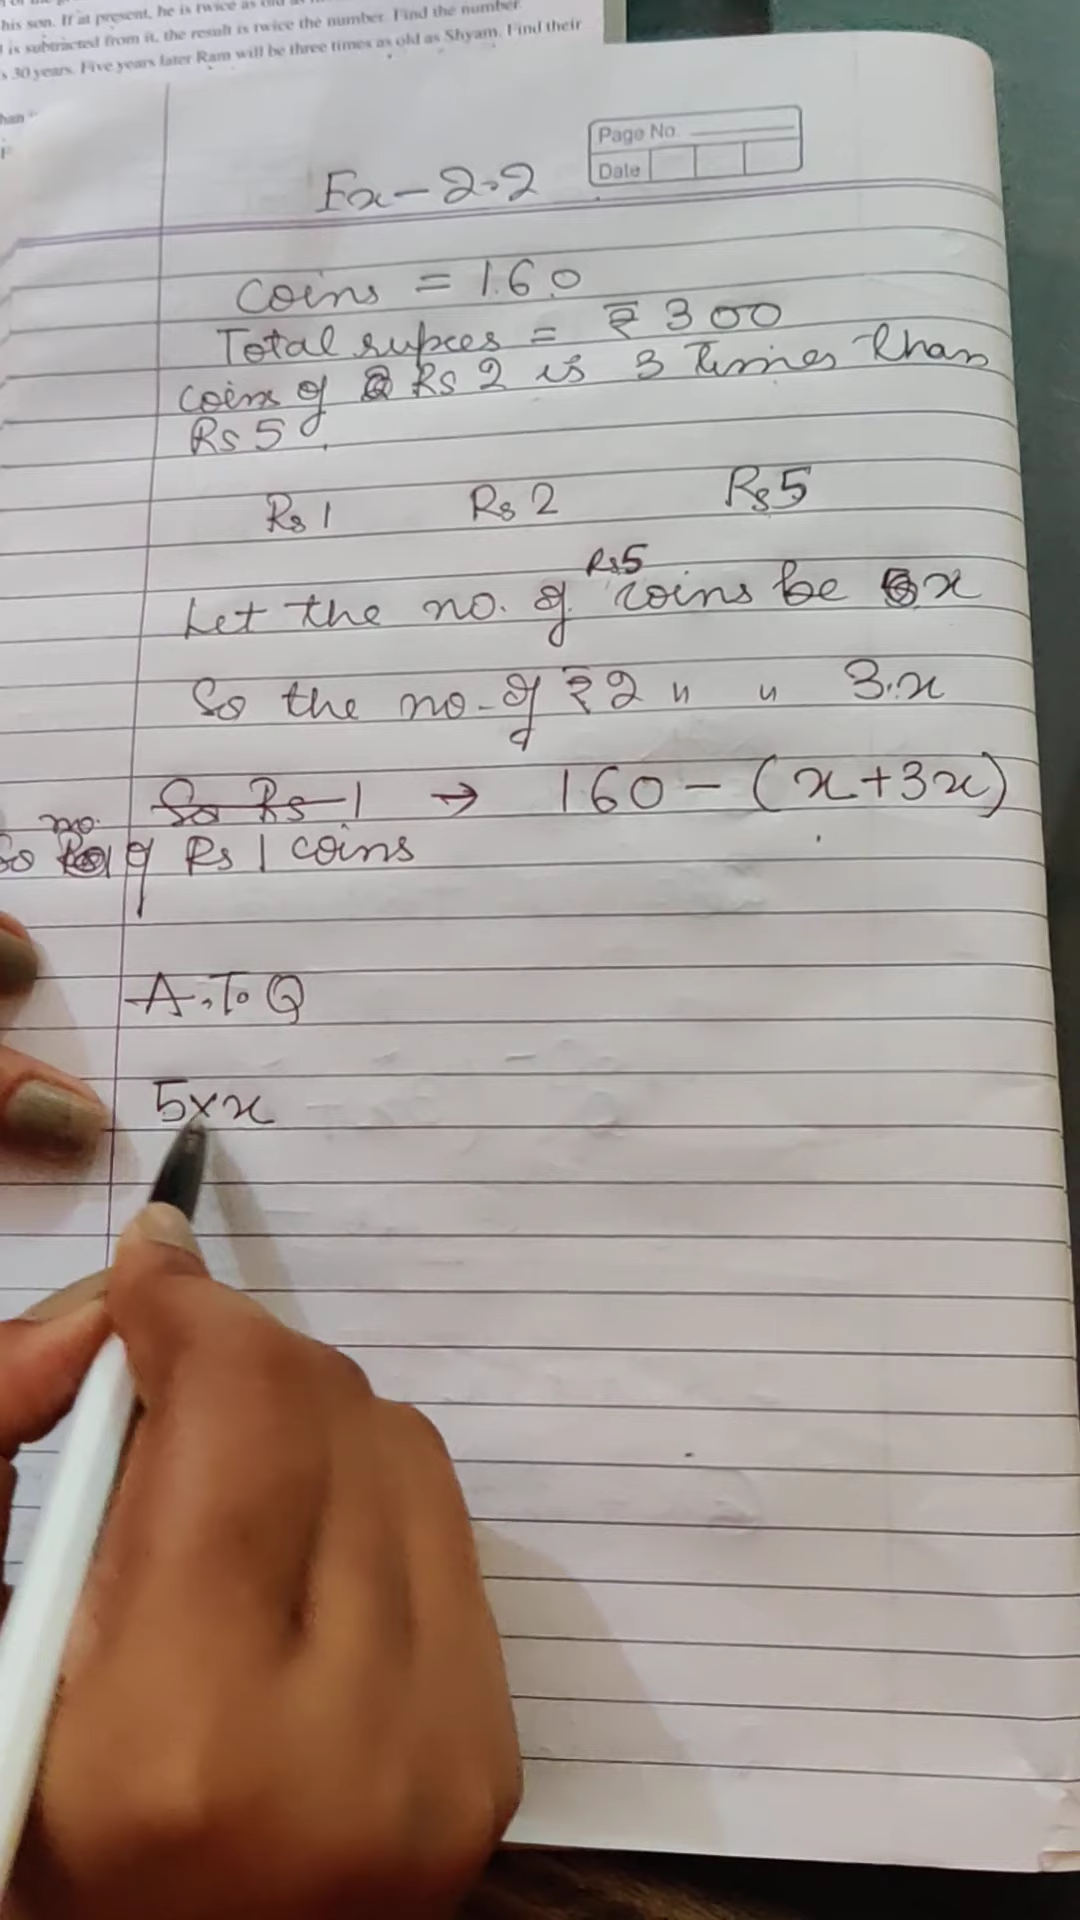 his son. If at present, he is twice as old as
is subtracted from it, the result is twice the number. Find the number.
30 years. Five years later Ram will be three times as old as Shyam. Find their
Page No.
Date
Ex - 2.2
Coins = 160
Total rupees = ₹ 300
coins of Rs 2 is 3 times than
Rs 5
Rs 1 Rs 2 Rs 5
Rs 5
Let the no. of coins be x
So the no. of ₹2 〃 〃 3x
So Rs 1 → 160 - (x+3x)
no.
So of Rs 1 coins
A. To Q
5×x